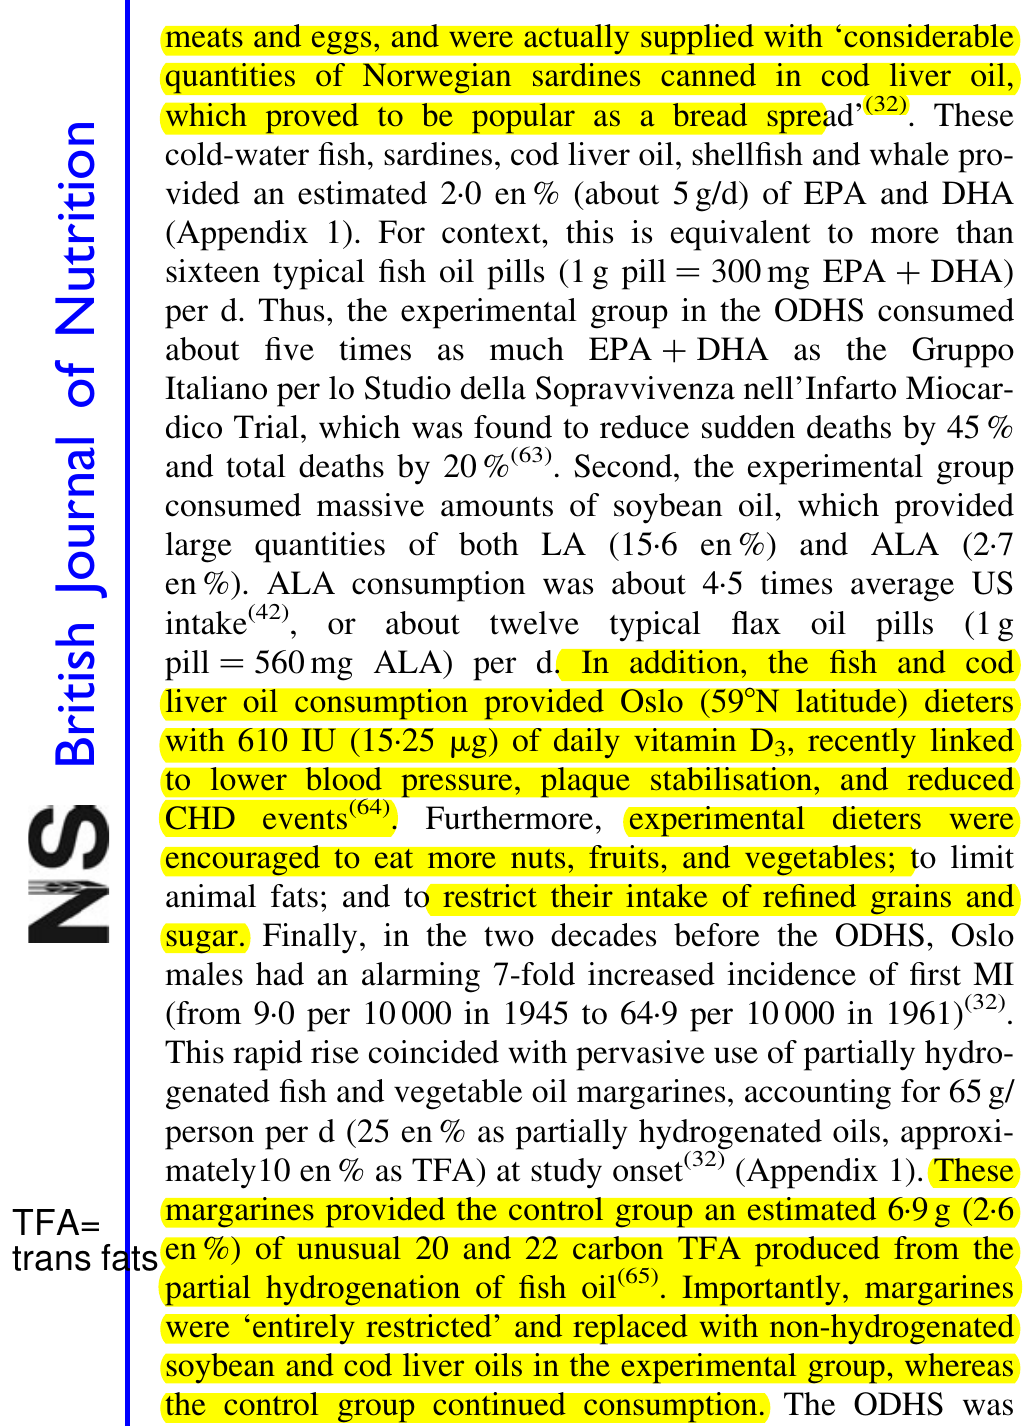 meats and eggs, and were actually supplied with ‘considerable
quantities of Norwegian sardines canned in cod liver oil,
which proved to be popular as a bread spread’(32). These
cold-water fish, sardines, cod liver oil, shellfish and whale pro-
vided an estimated 2·0 en % (about 5 g/d) of EPA and DHA
(Appendix 1). For context, this is equivalent to more than
sixteen typical fish oil pills (1 g pill = 300 mg EPA + DHA)
per d. Thus, the experimental group in the ODHS consumed
about five times as much EPA + DHA as the Gruppo
Italiano per lo Studio della Sopravvivenza nell’Infarto Miocar-
dico Trial, which was found to reduce sudden deaths by 45 %
and total deaths by 20 %(63). Second, the experimental group
consumed massive amounts of soybean oil, which provided
large quantities of both LA (15·6 en %) and ALA (2·7
en %). ALA consumption was about 4·5 times average US
intake(42), or about twelve typical flax oil pills (1 g
pill = 560 mg ALA) per d. In addition, the fish and cod
liver oil consumption provided Oslo (59°N latitude) dieters
with 610 IU (15·25 μg) of daily vitamin D3, recently linked
to lower blood pressure, plaque stabilisation, and reduced
CHD events(64). Furthermore, experimental dieters were
encouraged to eat more nuts, fruits, and vegetables; to limit
animal fats; and to restrict their intake of refined grains and
sugar. Finally, in the two decades before the ODHS, Oslo
males had an alarming 7-fold increased incidence of first MI
(from 9·0 per 10 000 in 1945 to 64·9 per 10 000 in 1961)(32).
This rapid rise coincided with pervasive use of partially hydro-
genated fish and vegetable oil margarines, accounting for 65 g/
person per d (25 en % as partially hydrogenated oils, approxi-
mately10 en % as TFA) at study onset(32) (Appendix 1). These
margarines provided the control group an estimated 6·9 g (2·6
en %) of unusual 20 and 22 carbon TFA produced from the
partial hydrogenation of fish oil(65). Importantly, margarines
were ‘entirely restricted’ and replaced with non-hydrogenated
soybean and cod liver oils in the experimental group, whereas
the control group continued consumption. The ODHS was
British Journal of Nutrition
NS
TFA=
trans fats